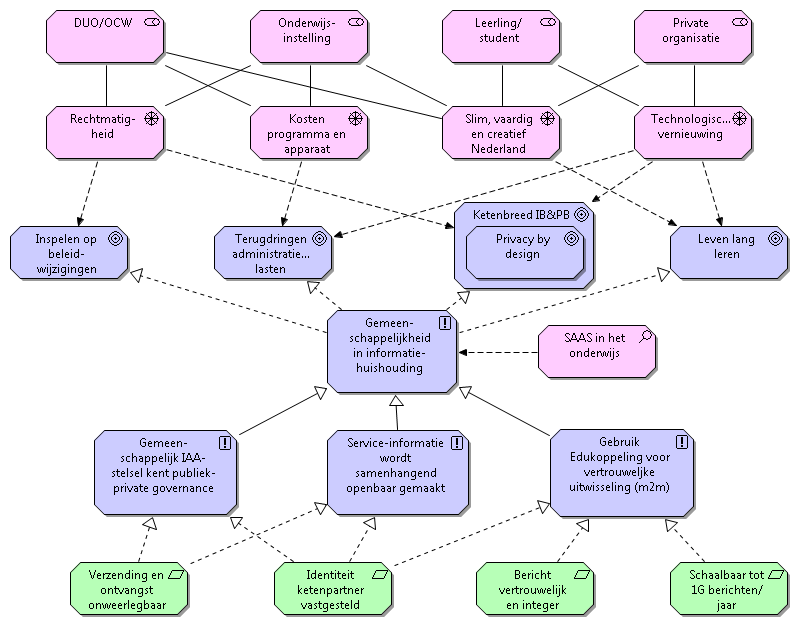 DUO/OCW
Onderwijs-
instelling
Leerling/
student
Private
organisatie
Rechtmatig-
heid
Kosten
programma en
apparaat
Slim, vaardig
en creatief
Nederland
Technologisc...
vernieuwing
Inspelen op
beleid-
wijzigingen
Terugdringen
administratie...
lasten
Ketenbreed IB&PB
Privacy by
design
Leven lang
leren
Gemeen-
schappelijkheid
in informatie-
huishouding
SAAS in het
onderwijs
Gemeen-
schappelijk IAA-
stelsel kent publiek-
private governance
Service-informatie
wordt
samenhangend
openbaar gemaakt
Gebruik
Edukoppeling voor
vertrouweljke
uitwisseling (m2m)
Verzending en
ontvangst
onweerlegbaar
Identiteit
ketenpartner
vastgesteld
Bericht
vertrouwelijk
en integer
Schaalbaar tot
1G berichten/
jaar